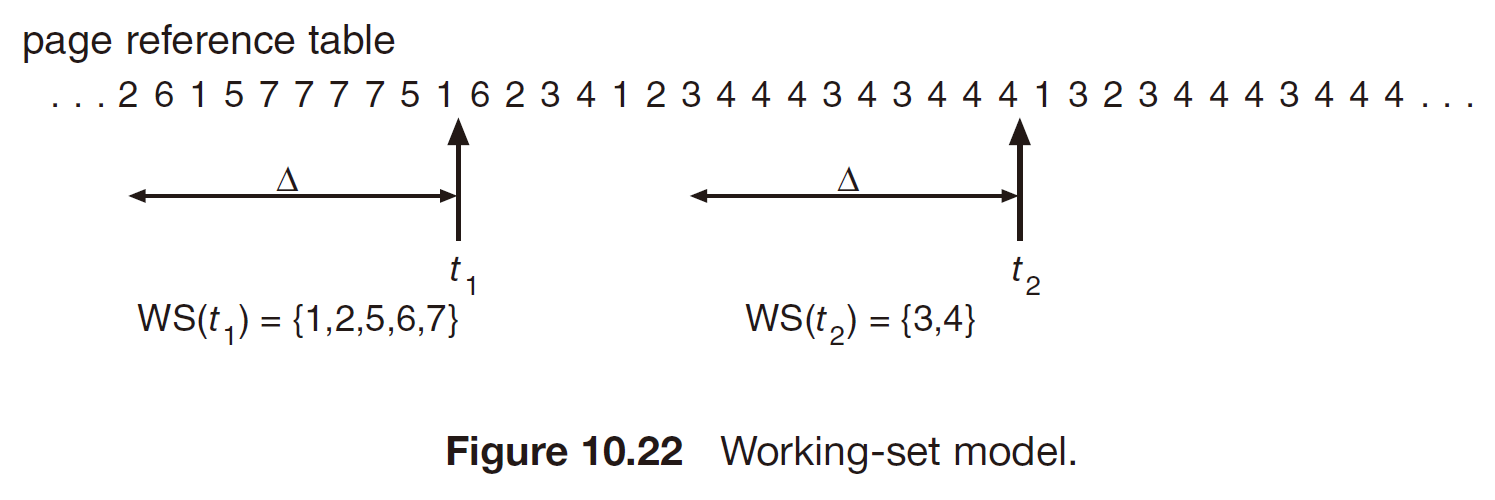 page reference table
. . . 2 6 1 5 7 7 7 7 5 1 6 2 3 4 1 2 3 4 4 4 3 4 3 4 4 4 1 3 2 3 4 4 4 3 4 4 4 . . .
Δ Δ
t1 t2
WS(t1) = {1,2,5,6,7} WS(t2) = {3,4}
Figure 10.22 Working-set model.